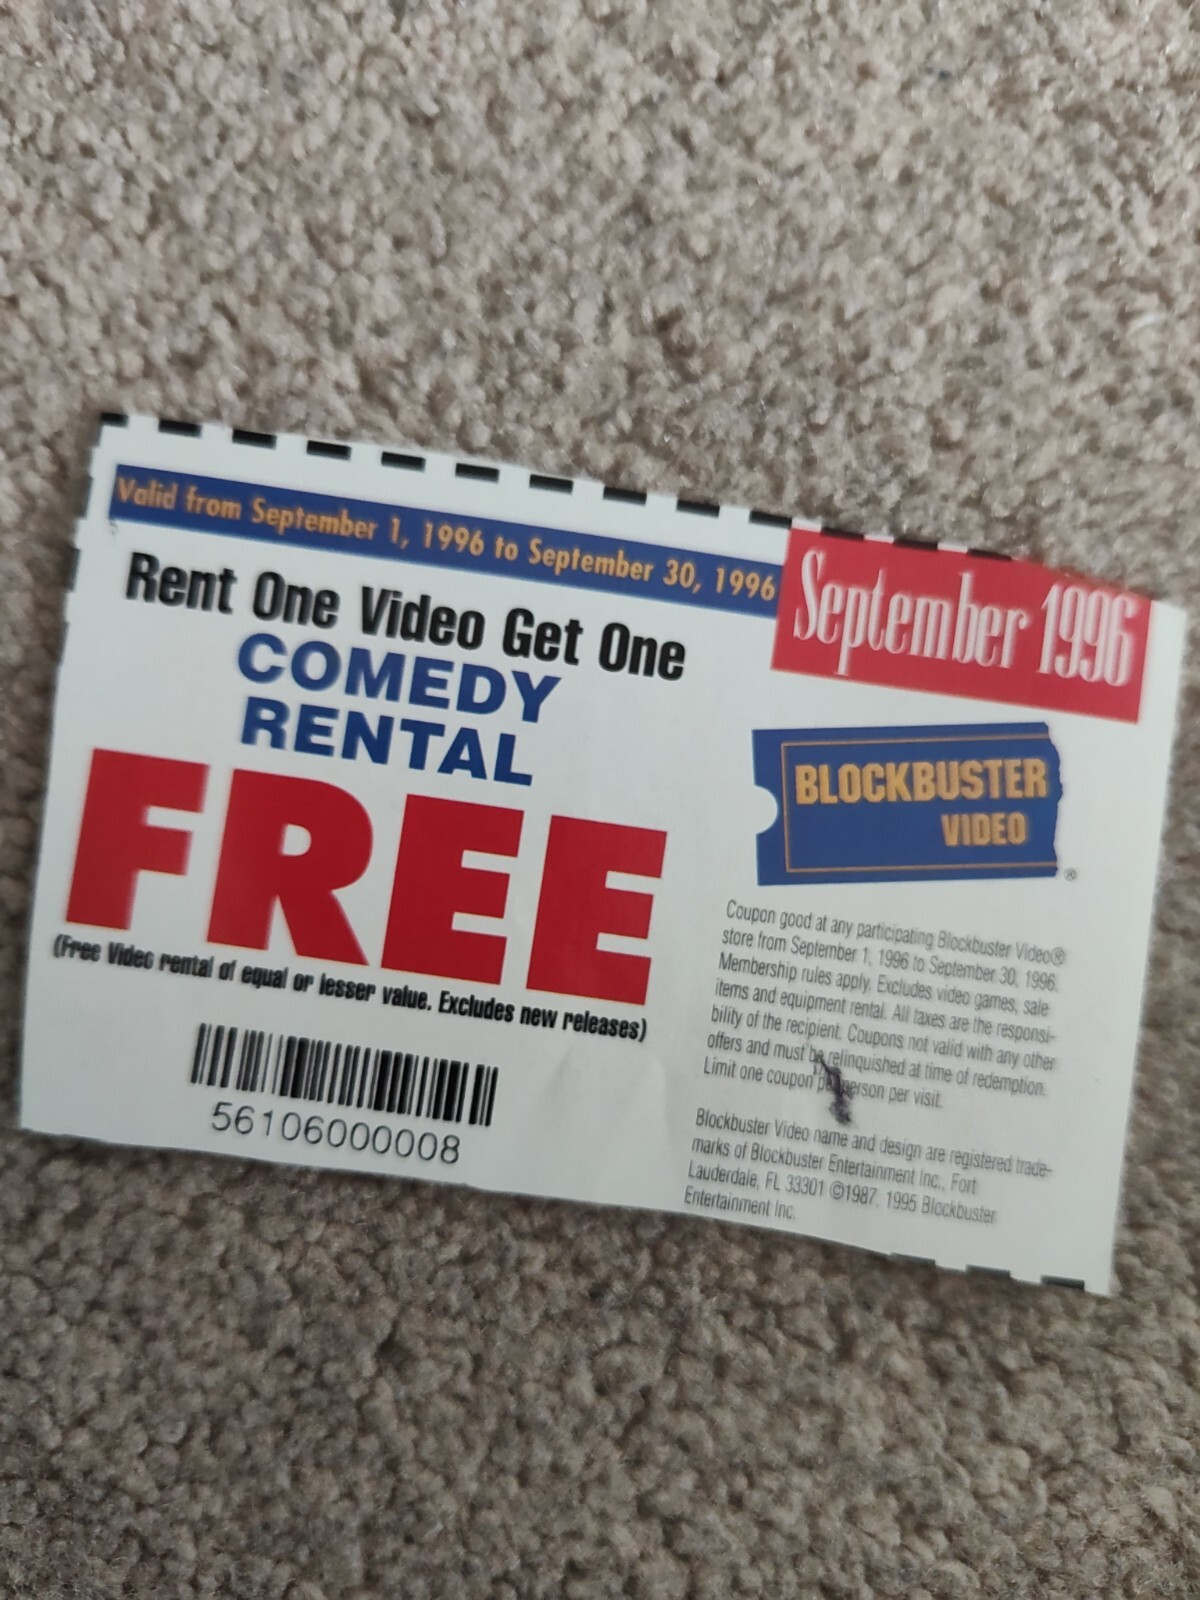 Valid from September 1, 1996 to September 30, 1996
September 1996
Rent One Video Get One
COMEDY
RENTAL
FREE
(Free Video rental of equal or lesser value. Excludes new releases)
56106000008
BLOCKBUSTER
VIDEO
®
Coupon good at any participating Blockbuster Video®
store from September 1, 1996 to September 30, 1996.
Membership rules apply. Excludes video games, sale
items and equipment rental. All taxes are the responsi-
bility of the recipient. Coupons not valid with any other
offers and must be relinquished at time of redemption.
Limit one coupon per person per visit.
Blockbuster Video name and design are registered trade-
marks of Blockbuster Entertainment Inc., Fort
Lauderdale, FL 33301 ©1987, 1995 Blockbuster
Entertainment Inc.